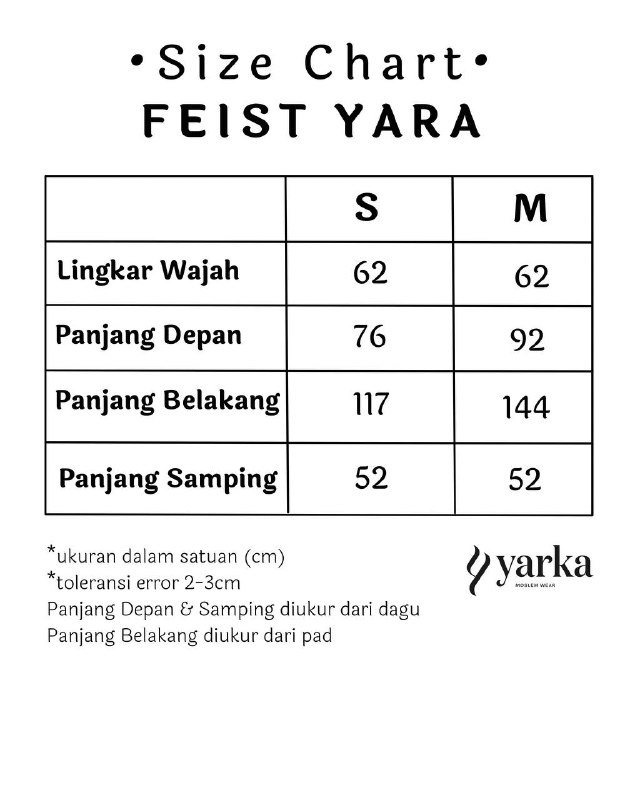 •Size Chart•
FEIST YARA
S M
Lingkar Wajah 62 62
Panjang Depan 76 92
Panjang Belakang 117 144
Panjang Samping 52 52
*ukuran dalam satuan (cm)
*toleransi error 2-3cm
Panjang Depan & Samping diukur dari dagu
Panjang Belakang diukur dari pad
yarka
MOSLEM WEAR